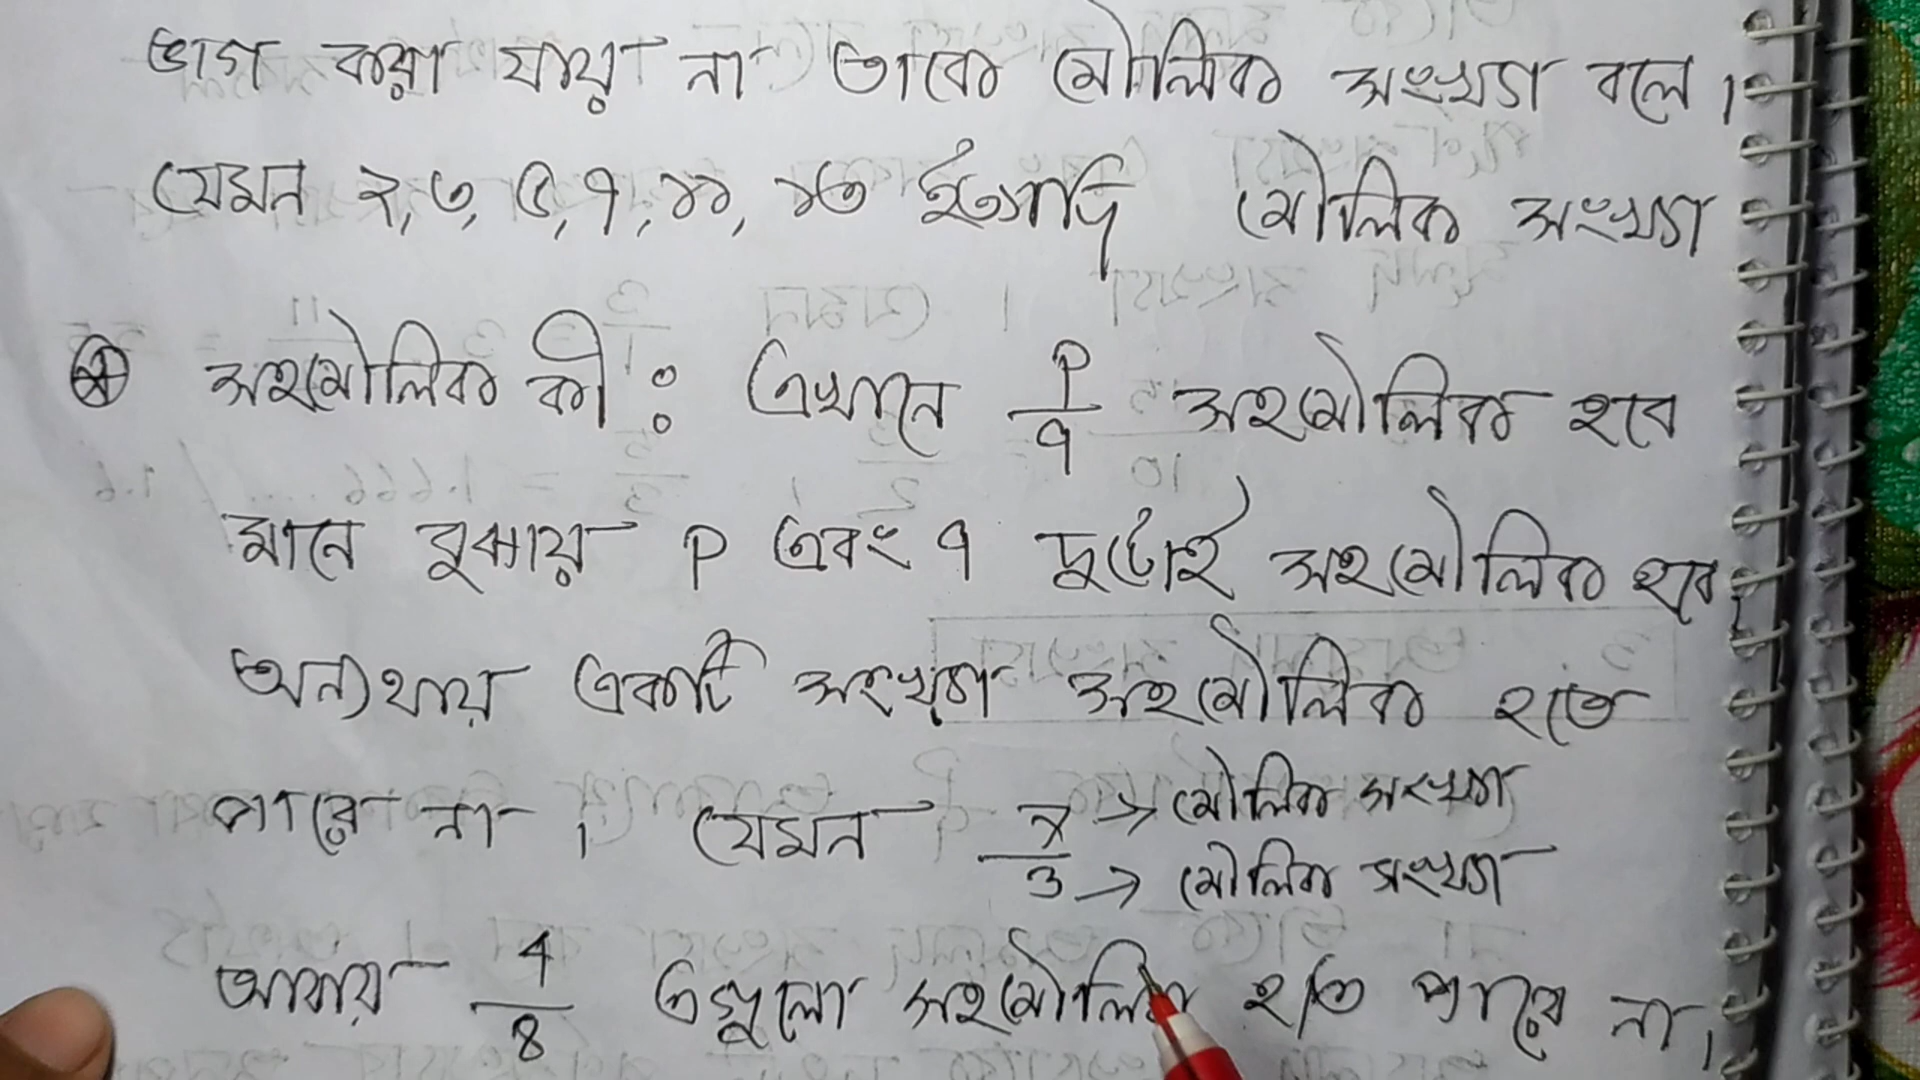 ভাগ করা যায় না তাকে মৌলিক সংখ্যা বলে।
যেমন ২, ৩, ৫, ৭, ১১, ১৩ ইত্যাদি মৌলিক সংখ্যা
সহমৌলিক কী : এখানে p/q সহমৌলিক হবে
মানে বুঝায় P এবং q দুটোই সহমৌলিক হবে,
অন্যথায় একটি সংখ্যা সহমৌলিক হতে
পারে না। যেমন 7/3 → মৌলিক সংখ্যা
→ মৌলিক সংখ্যা
আবার 4/8 এগুলো সহমৌলিক হতে পারে না।